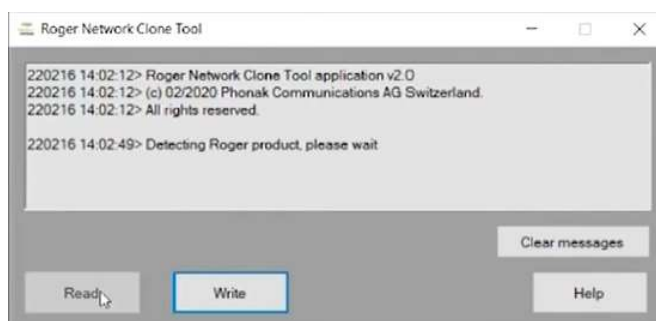 Roger Network Clone Tool
220216 14:02:12> Roger Network Clone Tool application v2.0
220216 14:02:12> (c) 02/2020 Phonak Communications AG Switzerland.
220216 14:02:12> All rights reserved.
220216 14:02:49> Detecting Roger product, please wait
Clear messages
Read
Write
Help